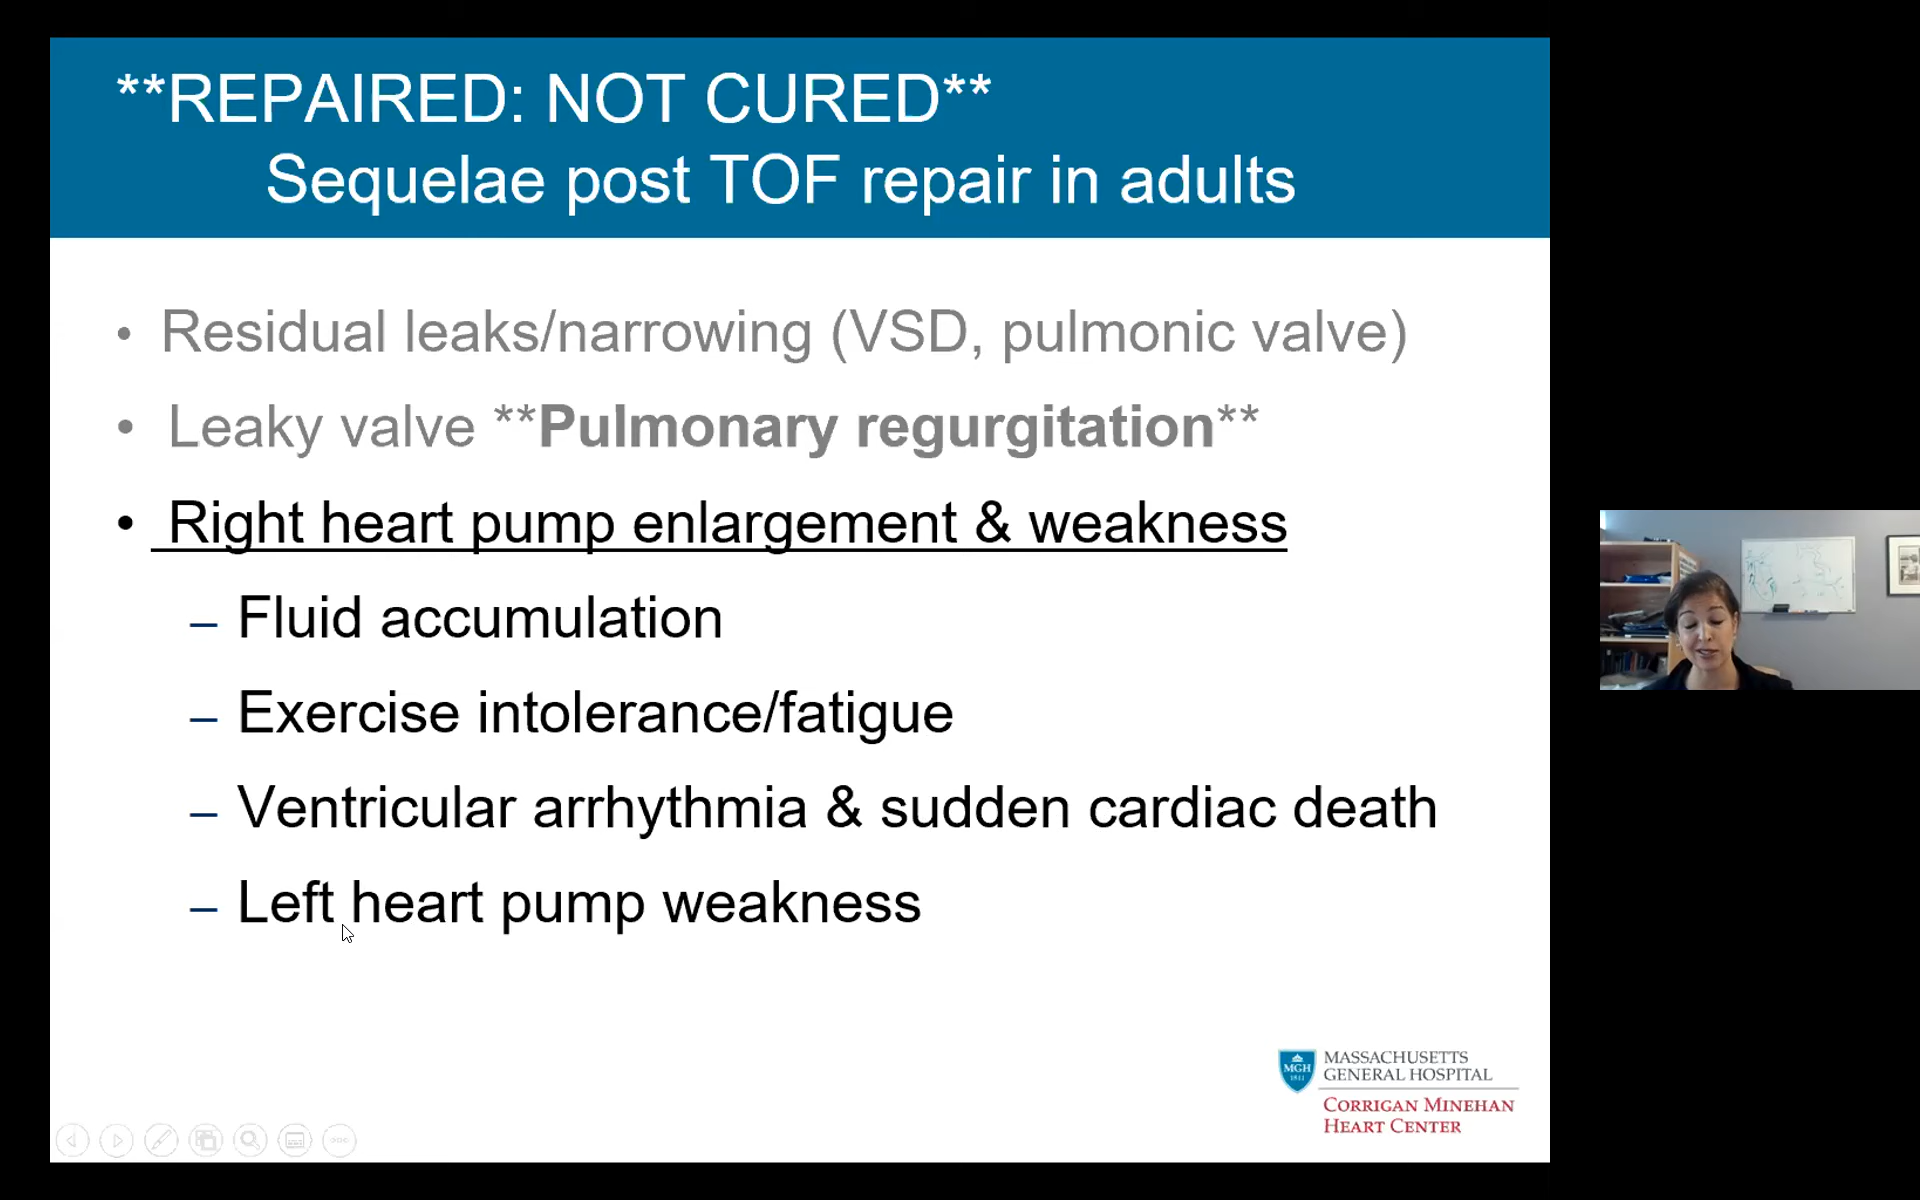 **REPAIRED: NOT CURED**
Sequelae post TOF repair in adults
• Residual leaks/narrowing (VSD, pulmonic valve)
• Leaky valve **Pulmonary regurgitation**
• Right heart pump enlargement & weakness
– Fluid accumulation
– Exercise intolerance/fatigue
– Ventricular arrhythmia & sudden cardiac death
– Left heart pump weakness
MGH
1811
MASSACHUSETTS
GENERAL HOSPITAL
CORRIGAN MINEHAN
HEART CENTER